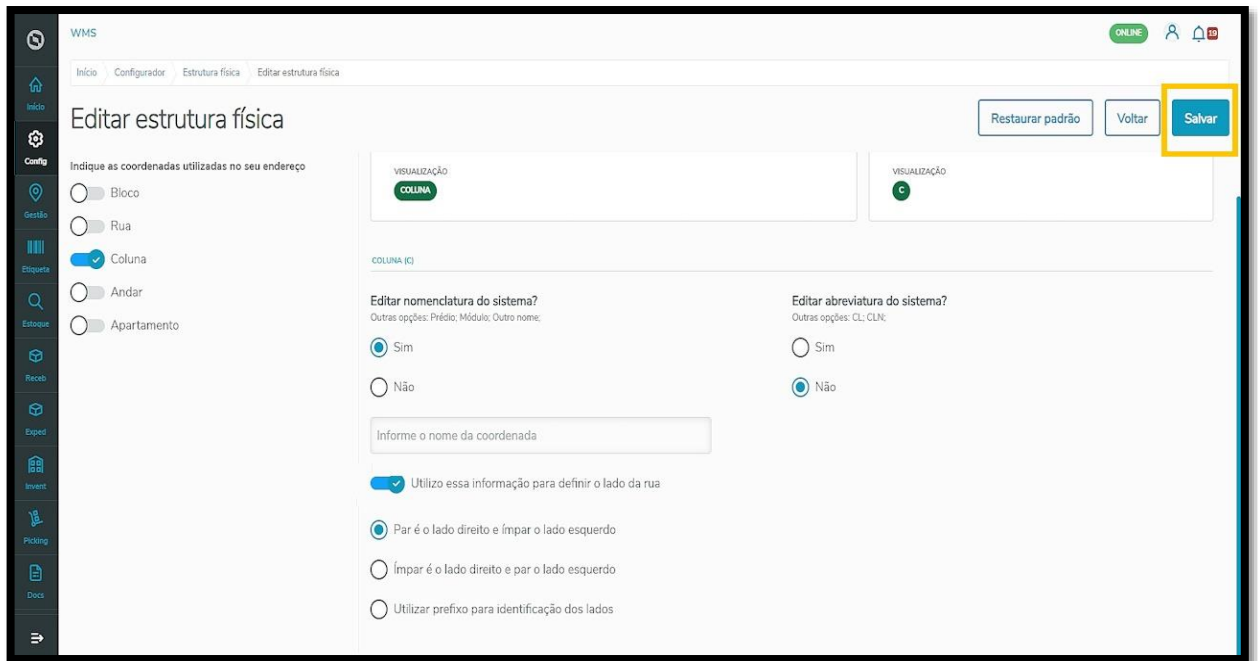 WMS
ONLINE
19
Início
Configurador
Estrutura física
Editar estrutura física
Editar estrutura física
Restaurar padrão
Voltar
Salvar
Início
Config
Gestão
Etiqueta
Estoque
Receb
Exped
Invent
Picking
Docs
Indique as coordenadas utilizadas no seu endereço
Bloco
Rua
Coluna
Andar
Apartamento
VISUALIZAÇÃO
COLUNA
VISUALIZAÇÃO
C
COLUNA (C)
Editar nomenclatura do sistema?
Outras opções: Prédio; Módulo; Outro nome;
Sim
Não
Informe o nome da coordenada
Utilizo essa informação para definir o lado da rua
Par é o lado direito e ímpar o lado esquerdo
Ímpar é o lado direito e par o lado esquerdo
Utilizar prefixo para identificação dos lados
Editar abreviatura do sistema?
Outras opções: CL; CLN;
Sim
Não